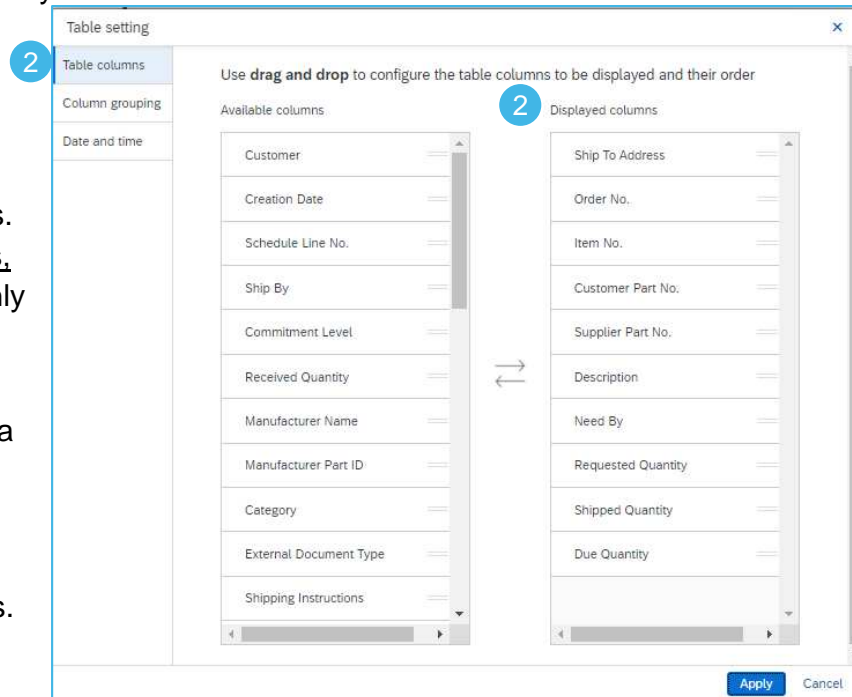 Table setting
×
2
Table columns
Column grouping
Date and time
Use drag and drop to configure the table columns to be displayed and their order
Available columns
2
Displayed columns
Customer
Creation Date
Schedule Line No.
Ship By
Commitment Level
Received Quantity
Manufacturer Name
Manufacturer Part ID
Category
External Document Type
Shipping Instructions
Ship To Address
Order No.
Item No.
Customer Part No.
Supplier Part No.
Description
Need By
Requested Quantity
Shipped Quantity
Due Quantity
Apply
Cancel
a